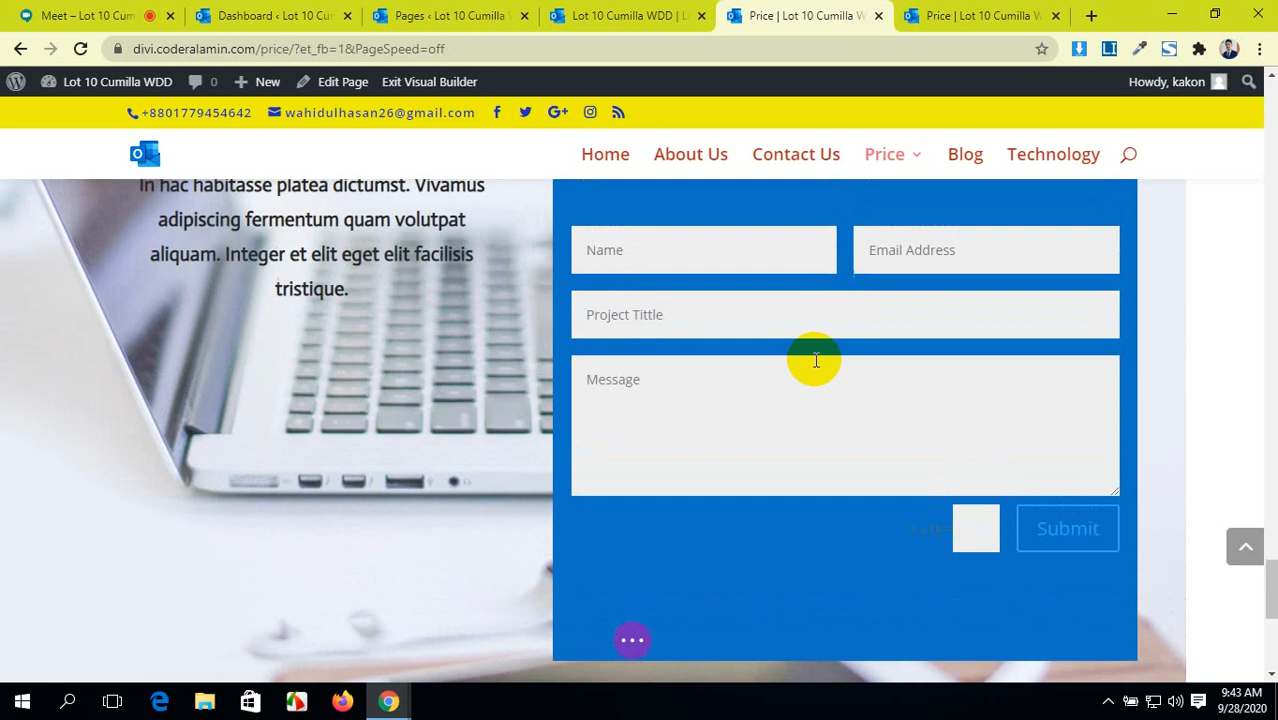 Meet – Lot 10 Cum
Dashboard ‹ Lot 10 Cu
Pages ‹ Lot 10 Cumilla
Lot 10 Cumilla WDD | L
Price | Lot 10 Cumilla W
Price | Lot 10 Cumilla W
divi.coderalamin.com/price/?et_fb=1&PageSpeed=off
Lot 10 Cumilla WDD
0
New
Edit Page
Exit Visual Builder
Howdy, kakon
+8801779454642
wahidulhasan26@gmail.com
Home
About Us
Contact Us
Price
Blog
Technology
In hac habitasse platea dictumst. Vivamus
adipiscing fermentum quam volutpat
aliquam. Integer et elit eget elit facilisis
tristique.
Name
Email Address
Project Tittle
Message
Submit
9:43 AM
9/28/2020